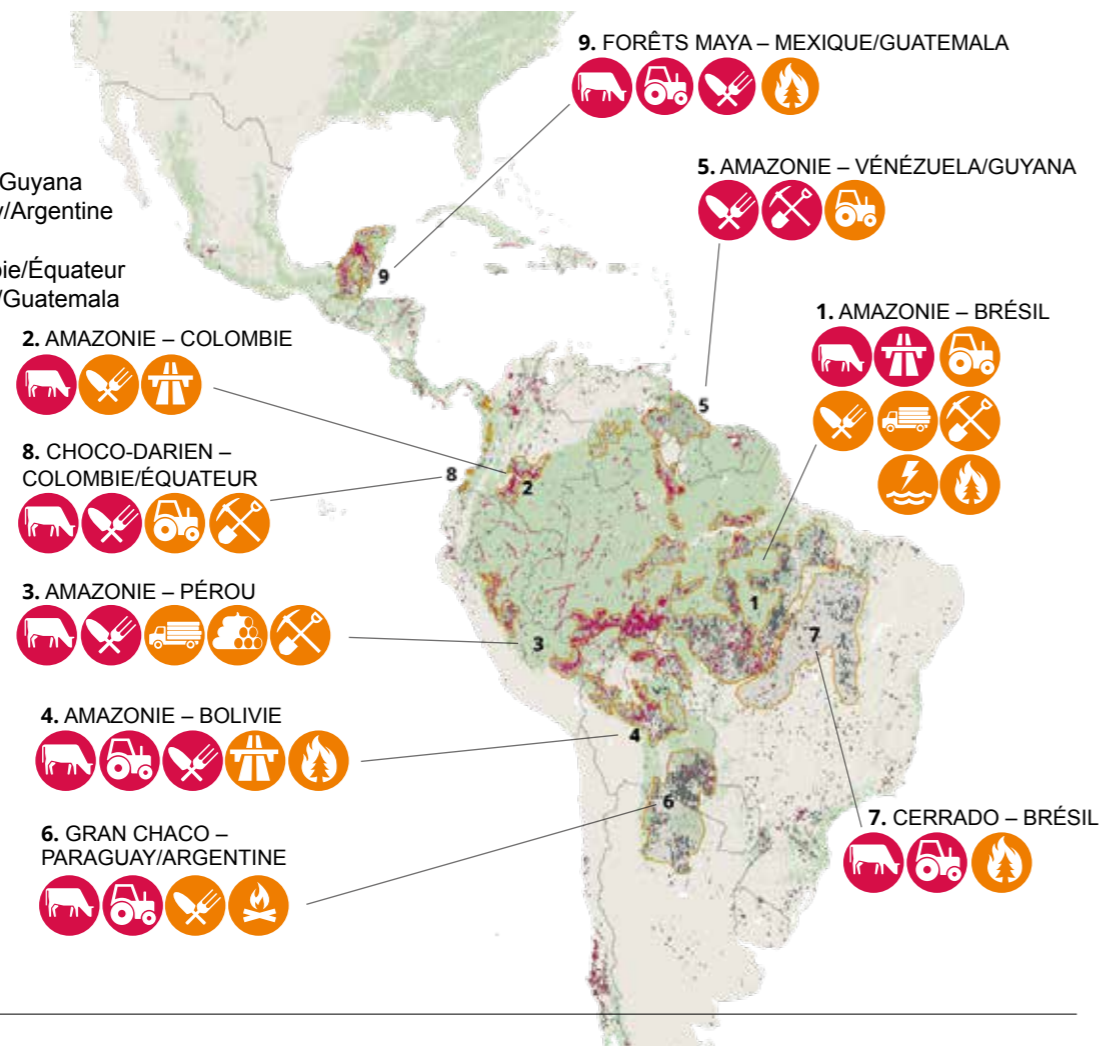 9. FORÊTS MAYA – MEXIQUE/GUATEMALA
5. AMAZONIE – VÉNÉZUELA/GUYANA
Guyana
/Argentine
/Équateur
/Guatemala
1. AMAZONIE – BRÉSIL
2. AMAZONIE – COLOMBIE
8. CHOCO-DARIEN –
COLOMBIE/ÉQUATEUR
3. AMAZONIE – PÉROU
4. AMAZONIE – BOLIVIE
6. GRAN CHACO –
PARAGUAY/ARGENTINE
7. CERRADO – BRÉSIL
9
5
8
2
1
7
3
4
6